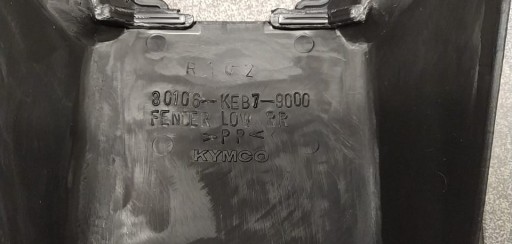 80106-KEB7-9000
FENDER LOW RR
>PP<
KYMCO